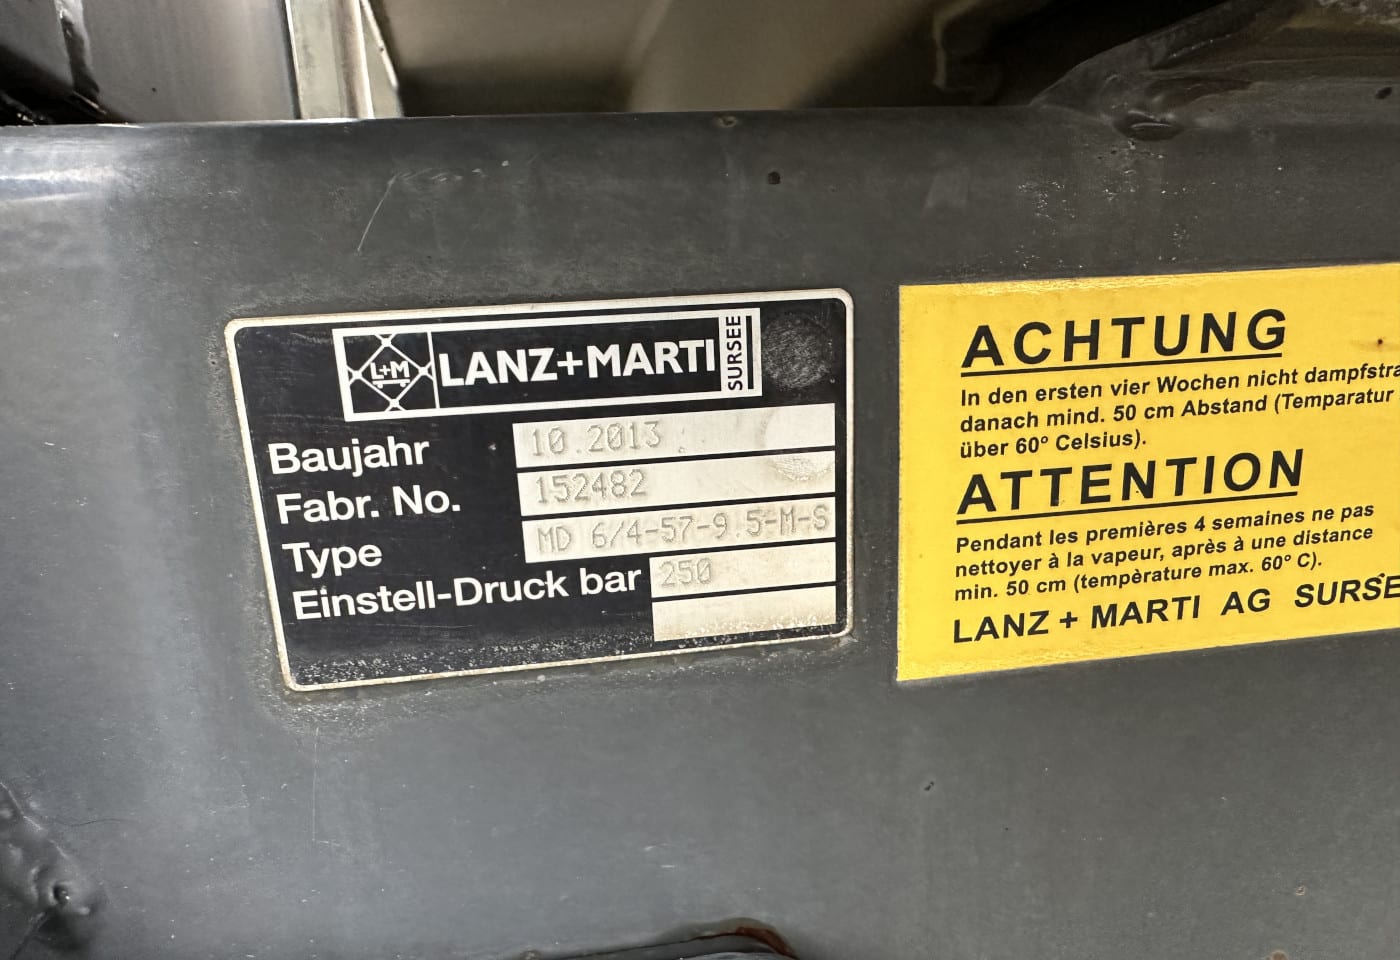 L+M
LANZ+MARTI
SURSEE
Baujahr 10.2013
Fabr. No. 152482
Type MD 6/4-57-9.5-M-S
Einstell-Druck bar 250
ACHTUNG
In den ersten vier Wochen nicht dampfstra
danach mind. 50 cm Abstand (Temparatur
über 60º Celsius).
ATTENTION
Pendant les premières 4 semaines ne pas
nettoyer à la vapeur, après à une distance
min. 50 cm (tempèrature max. 60º C).
LANZ + MARTI AG SURSE